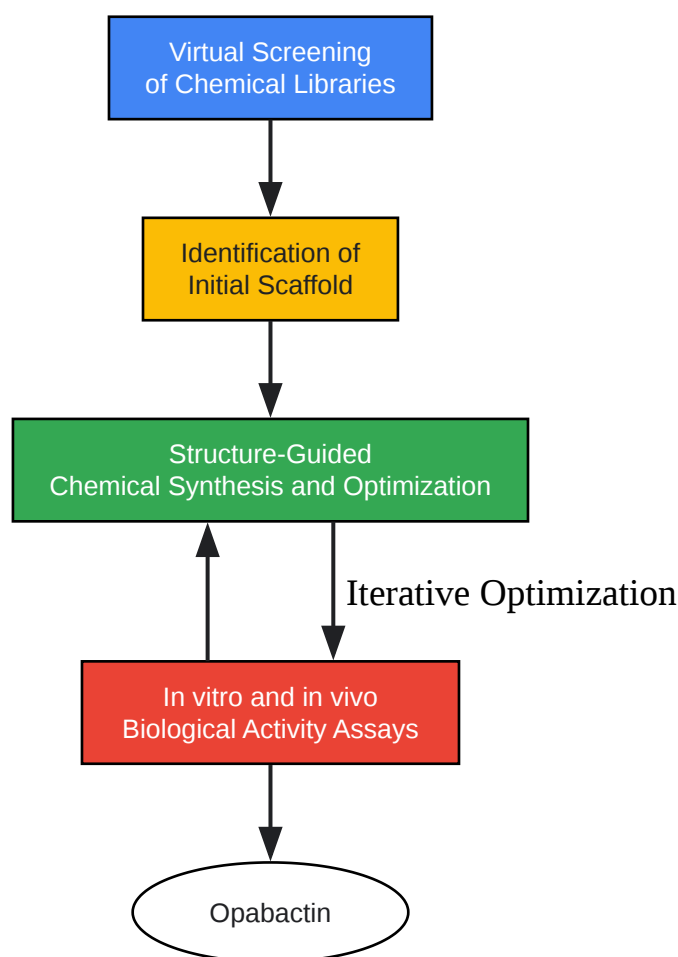 Virtual Screening
of Chemical Libraries
Identification of
Initial Scaffold
Structure-Guided
Chemical Synthesis and Optimization
Iterative Optimization
In vitro and in vivo
Biological Activity Assays
Opabactin